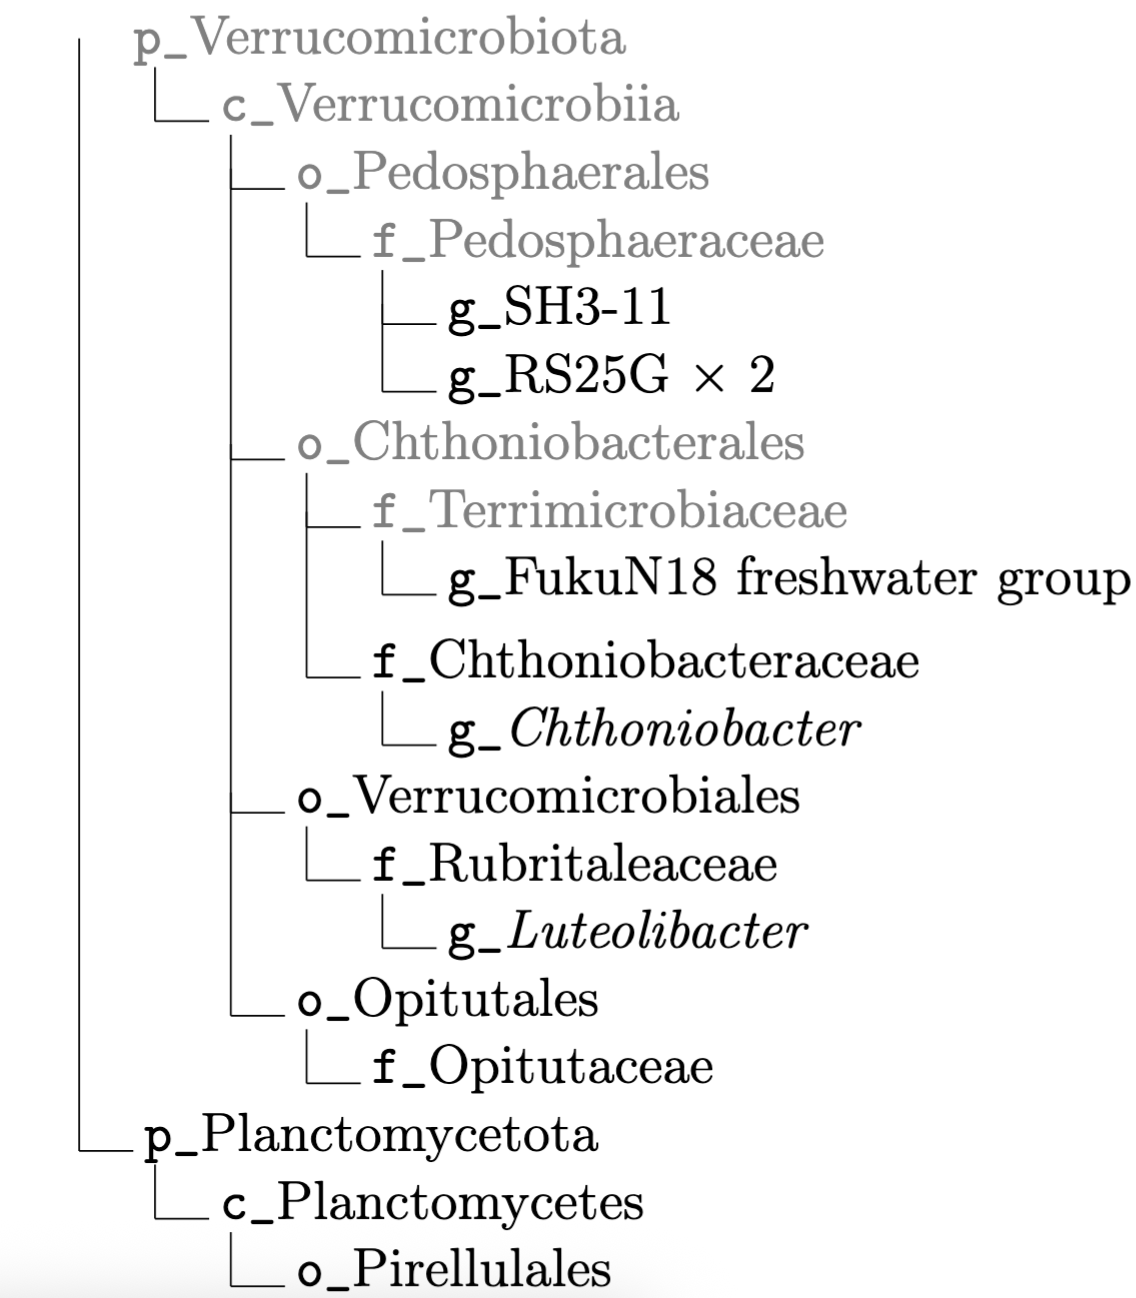 p_Verrucomicrobiota
c_Verrucomicrobiia
o_Pedosphaerales
f_Pedosphaeraceae
g_SH3-11
g_RS25G × 2
o_Chthoniobacterales
f_Terrimicrobiaceae
g_FukuN18 freshwater group
f_Chthoniobacteraceae
g_Chthoniobacter
o_Verrucomicrobiales
f_Rubritaleaceae
g_Luteolibacter
o_Opitutales
f_Opitutaceae
p_Planctomycetota
c_Planctomycetes
o_Pirellulales